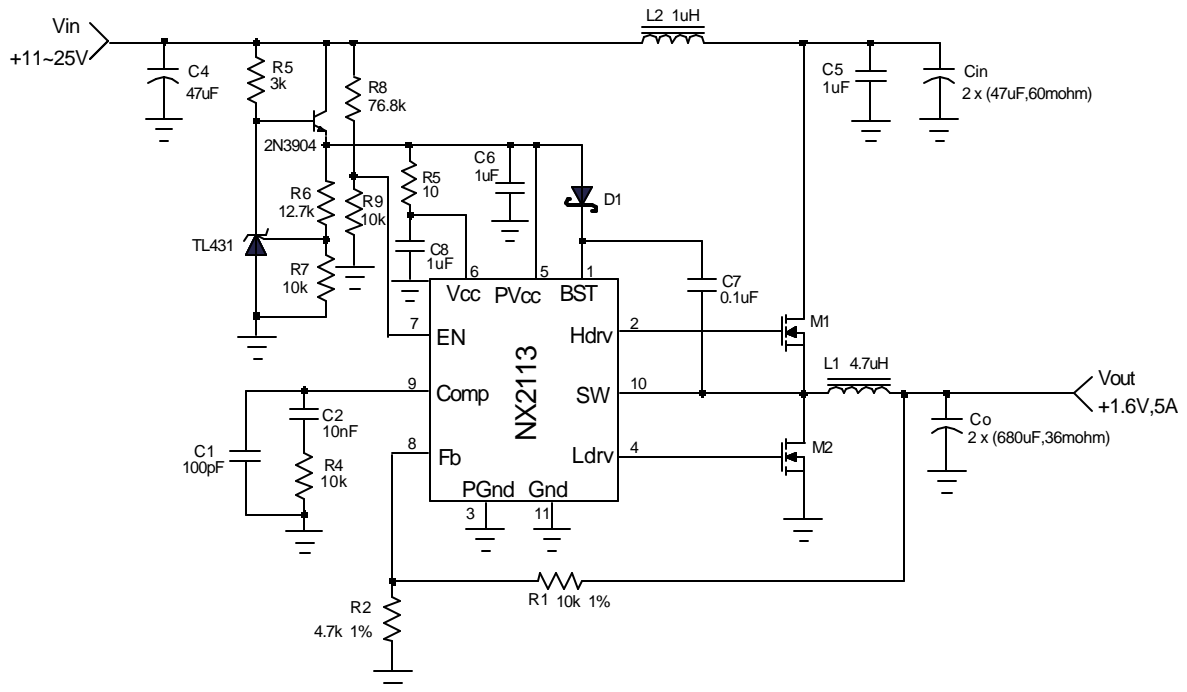 L2 1uH
Vin
+11~25V
C4
47uF
R5
3k
R8
76.8k
C5
1uF
Cin
2 x (47uF,60mohm)
2N3904
C6
1uF
R5
10
R6
12.7k
R9
10k
D1
TL431
C8
1uF
R7
10k
6
5
1
Vcc
PVcc
BST
C7
0.1uF
7
EN
Hdrv
2
M1
NX2113
L1 4.7uH
9
Comp
SW
10
Vout
+1.6V,5A
C2
10nF
Co
2 x (680uF,36mohm)
C1
100pF
R4
10k
8
Fb
Ldrv
4
M2
PGnd
Gnd
3
11
R1 10k 1%
R2
4.7k 1%